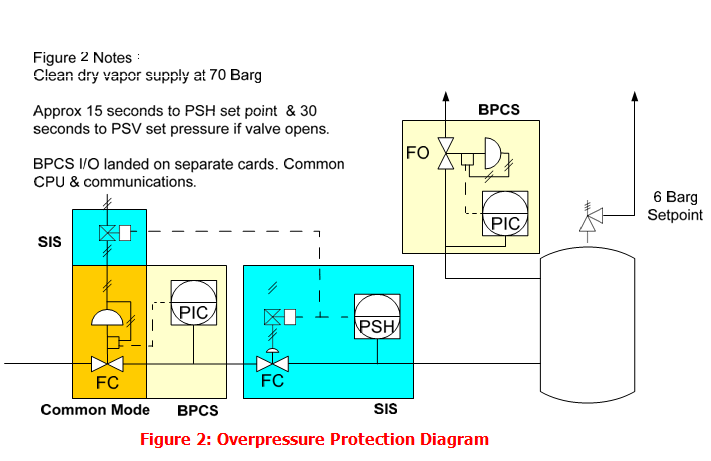 Figure 2 Notes :
Clean dry vapor supply at 70 Barg
Approx 15 seconds to PSH set point & 30
seconds to PSV set pressure if valve opens.
BPCS I/O landed on separate cards. Common
CPU & communications.
BPCS
FO
PIC
6 Barg
Setpoint
SIS
PIC
PSH
FC
FC
Common Mode
BPCS
SIS
Figure 2: Overpressure Protection Diagram